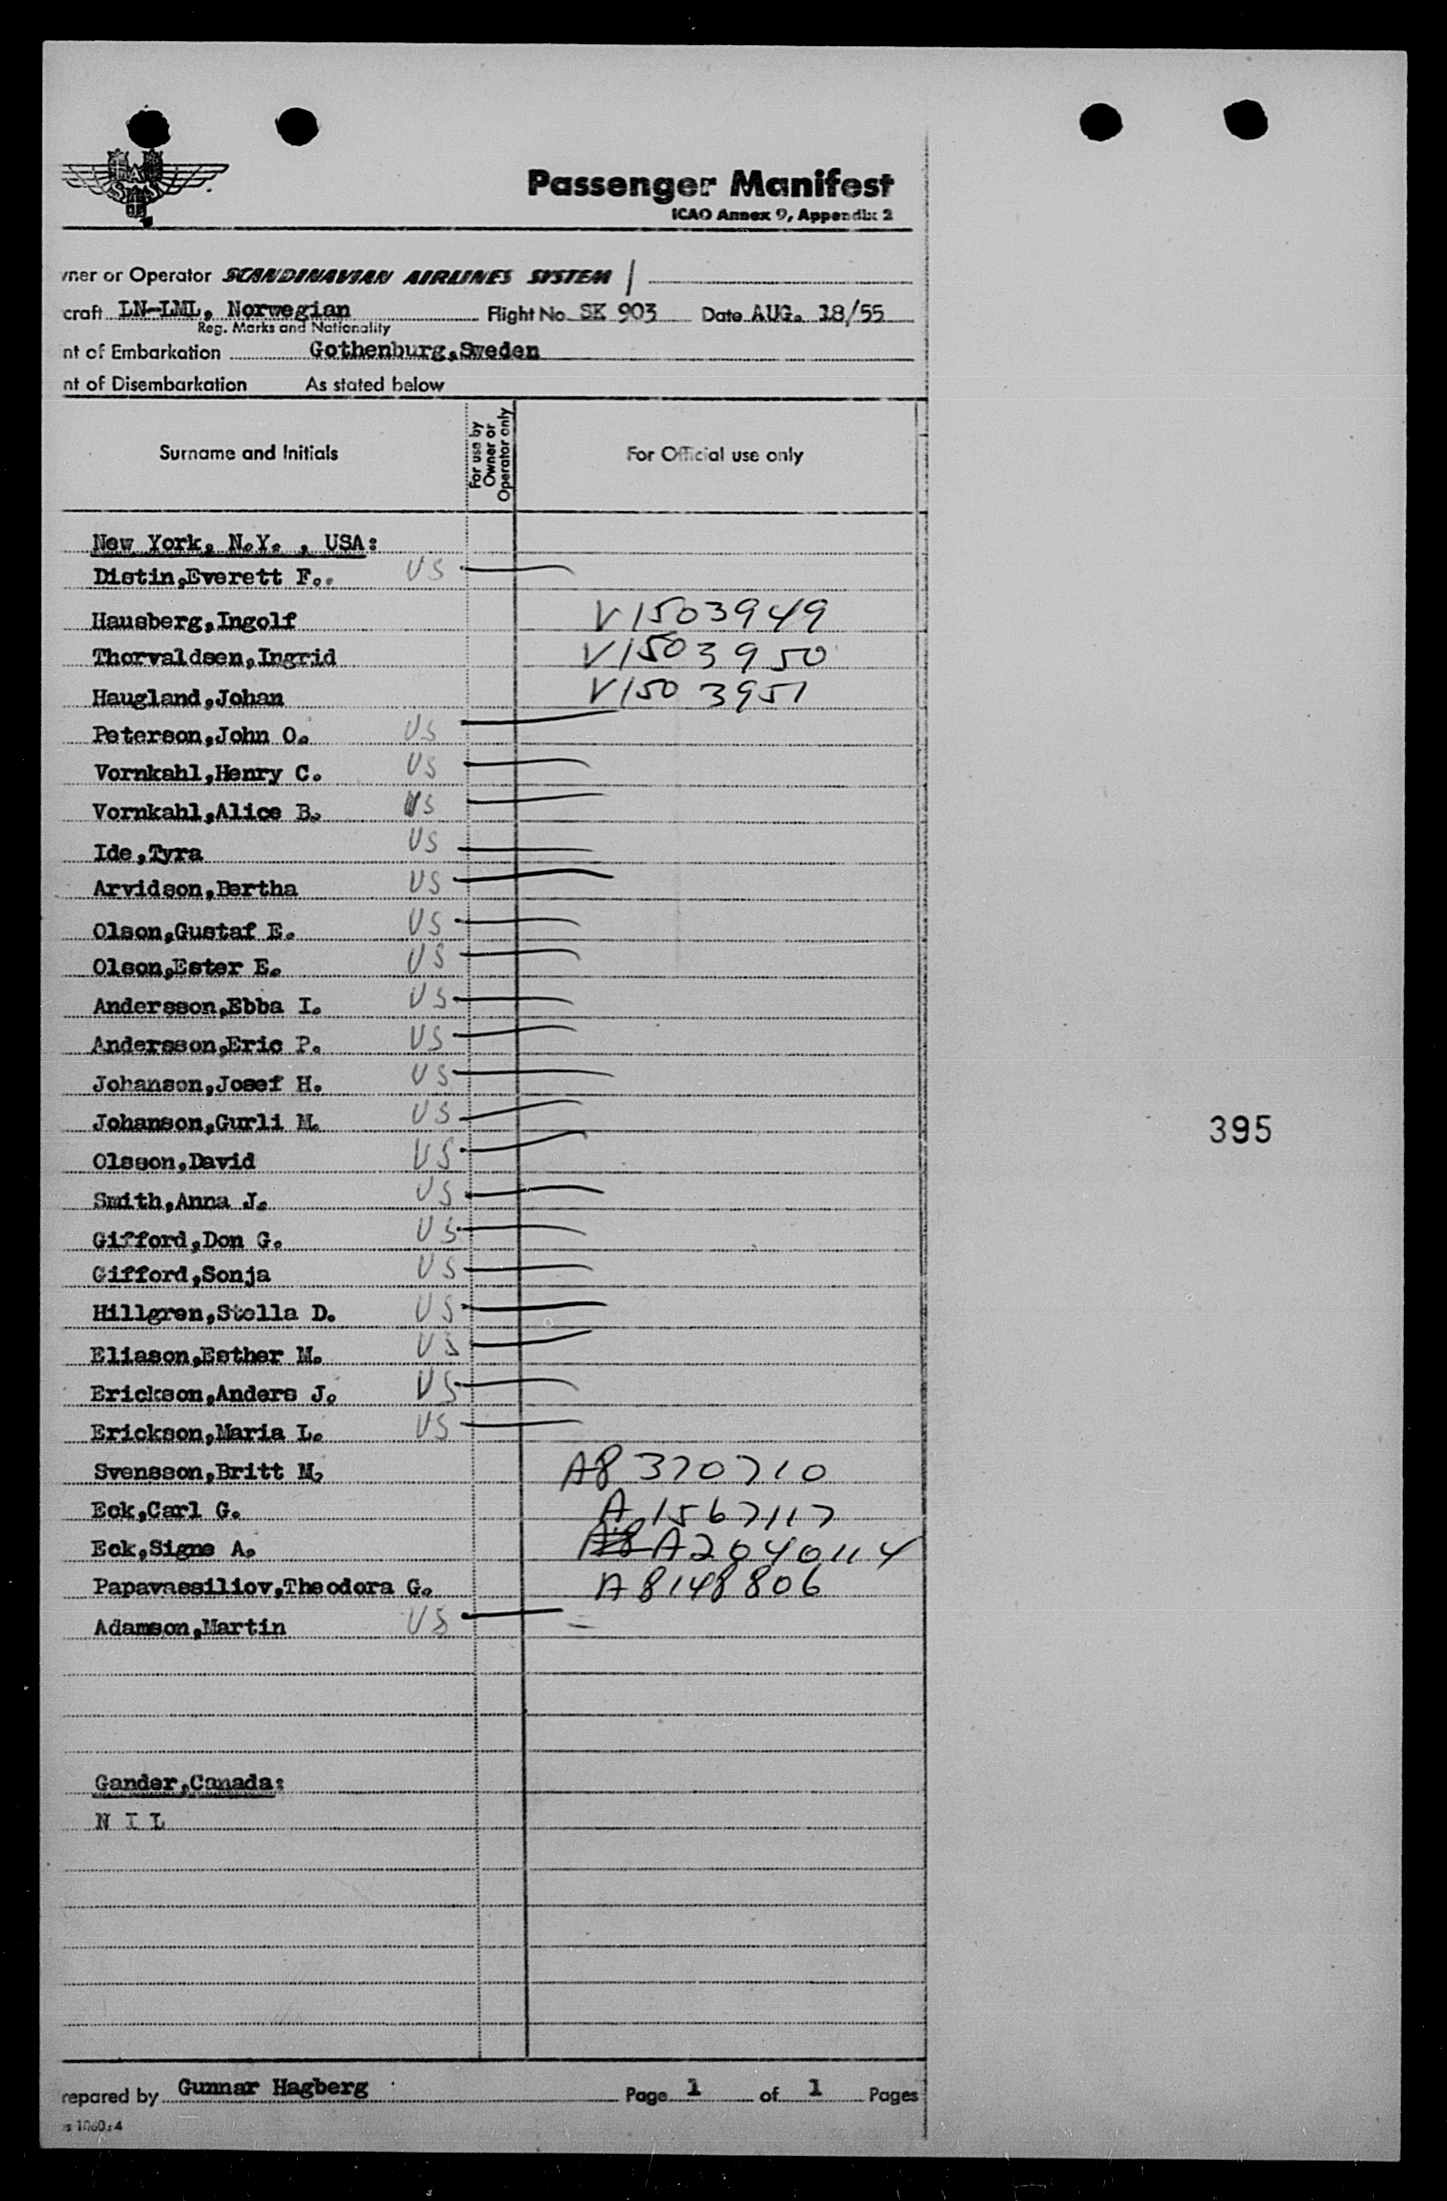 SAS
Passenger Manifest
ICAO Annex 9, Appendix 2
ner or Operator SCANDINAVIAN AIRLINES SYSTEM
craft LN-LML, Norwegian Flight No. SK 903 Date AUG. 18/55
Reg. Marks and Nationality
nt of Embarkation Gothenburg,Sweden
nt of Disembarkation As stated below
Surname and Initials For use by Owner or Operator only For Official use only
New York, N.Y. , USA:
Distin,Everett F.. US
Hausberg,Ingolf V1503949
Thorvaldsen,Ingrid V1503950
Haugland,Johan V1503951
Peterson,John O. US
Vornkahl,Henry C. US
Vornkahl,Alice B. US
Ide,Tyra US
Arvidson,Bertha US
Olson,Gustaf E. US
Olson,Ester E. US
Andersson,Ebba I. US
Andersson,Eric P. US
Johanson,Josef H. US
Johanson,Gurli M. US
395
Olsson,David US
Smith,Anna J. US
Gifford,Don G. US
Gifford,Sonja US
Hillgren,Stella D. US
Eliason,Esther M. US
Erickson,Anders J. US
Erickson,Maria L. US
Svensson,Britt M. A8370710
Eck,Carl G. A1567117
Eck,Signe A. A8 A2040114
Papavassiliov,Theodora G. A8148806
Adamson,Martin US
Gander,Canada:
N I L
repared by Gunnar Hagberg Page 1 of 1 Pages